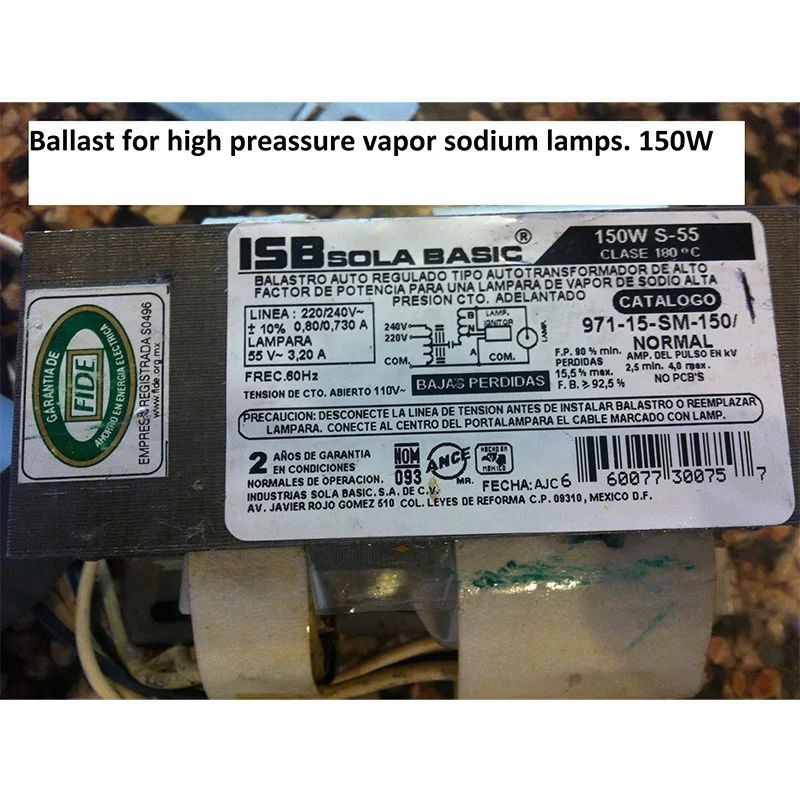 Ballast for high preassure vapor sodium lamps. 150W
ISB SOLA BASIC®
150W S-55
CLASE 180 °C
BALASTRO AUTO REGULADO TIPO AUTOTRANSFORMADOR DE ALTO
FACTOR DE POTENCIA PARA UNA LAMPARA DE VAPOR DE SODIO ALTA
PRESION CTO. ADELANTADO
LINEA : 220/240V~
± 10% 0,80/0,730 A
LAMPARA
55 V~ 3,20 A
FREC.60Hz
TENSION DE CTO. ABIERTO 110V~
240V
220V
COM.
B
N
A
LAMP.
IGNITOR
COM.
LAMP.
BAJAS PERDIDAS
CATALOGO
971-15-SM-150/
NORMAL
F.P. 90 % min.
PERDIDAS
15,5 % max.
F. B. ≥ 92,5 %
AMP. DEL PULSO EN kV
2,5 min. 4,0 max.
NO PCB'S
PRECAUCION: DESCONECTE LA LINEA DE TENSION ANTES DE INSTALAR BALASTRO O REEMPLAZAR
LAMPARA. CONECTE AL CENTRO DEL PORTALAMPARA EL CABLE MARCADO CON LAMP.
2 AÑOS DE GARANTIA
EN CONDICIONES
NORMALES DE OPERACION.
NOM
093
ANCE
MR.
HECHO EN
MEXICO
FECHA: AJC 6
6 60077 30075 7
INDUSTRIAS SOLA BASIC. S.A. DE C.V.
AV. JAVIER ROJO GOMEZ 510 COL. LEYES DE REFORMA C.P. 09310, MEXICO D.F.
GARANTIA DE
FIDE
AHORRO EN ENERGIA ELECTRICA
EMPRESA REGISTRADA S0496
www.fide.org.mx